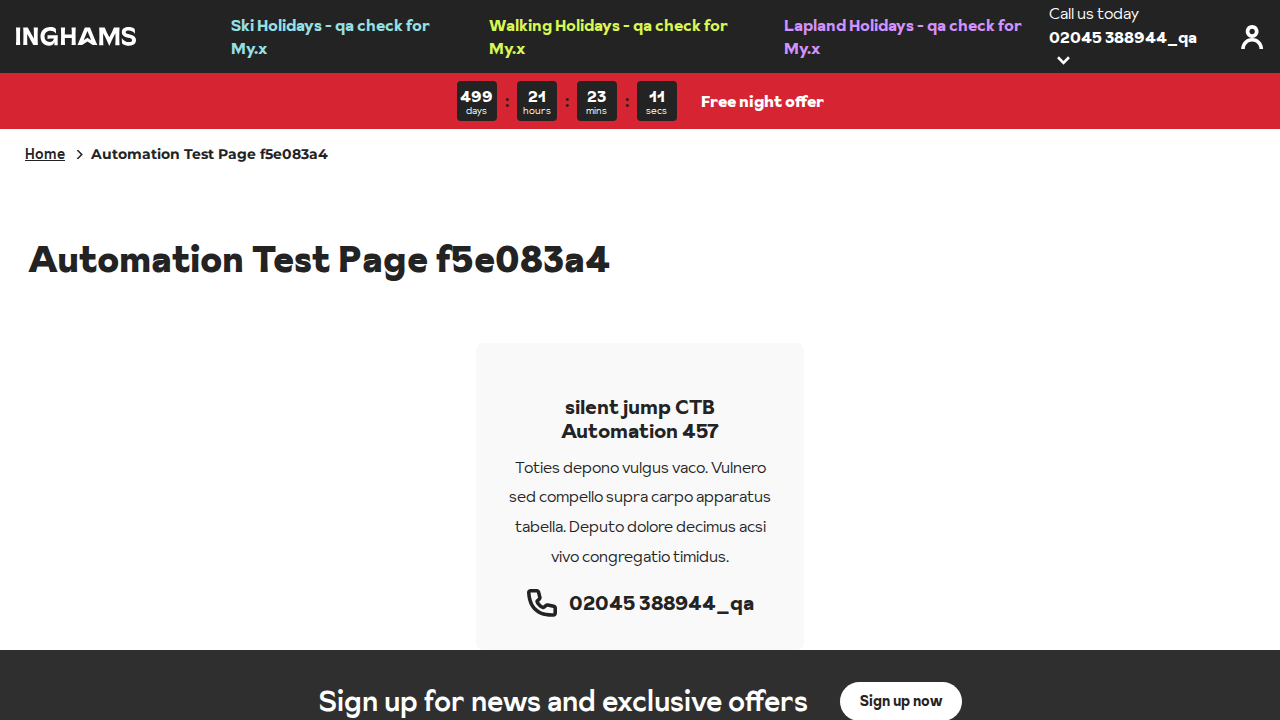 INGHAMS
Ski Holidays - qa check for
My.x
Walking Holidays - qa check for
My.x
Lapland Holidays - qa check for
My.x
Call us today
02045 388944_qa
499 : 21 : 23 : 11
days hours mins secs
Free night offer
Home > Automation Test Page f5e083a4
Automation Test Page f5e083a4
silent jump CTB
Automation 457
Toties depono vulgus vaco. Vulnero
sed compello supra carpo apparatus
tabella. Deputo dolore decimus acsi
vivo congregatio timidus.
02045 388944_qa
Sign up for news and exclusive offers
Sign up now